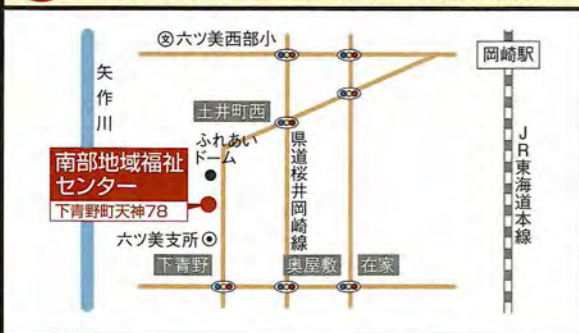 ㊛六ツ美西部小
岡崎駅
矢作川
土井町西
ふれあい
ドーム
県道桜井岡崎線
JR東海道本線
南部地域福祉
センター
下青野町天神78
六ツ美支所
下青野
奥屋敷
在家